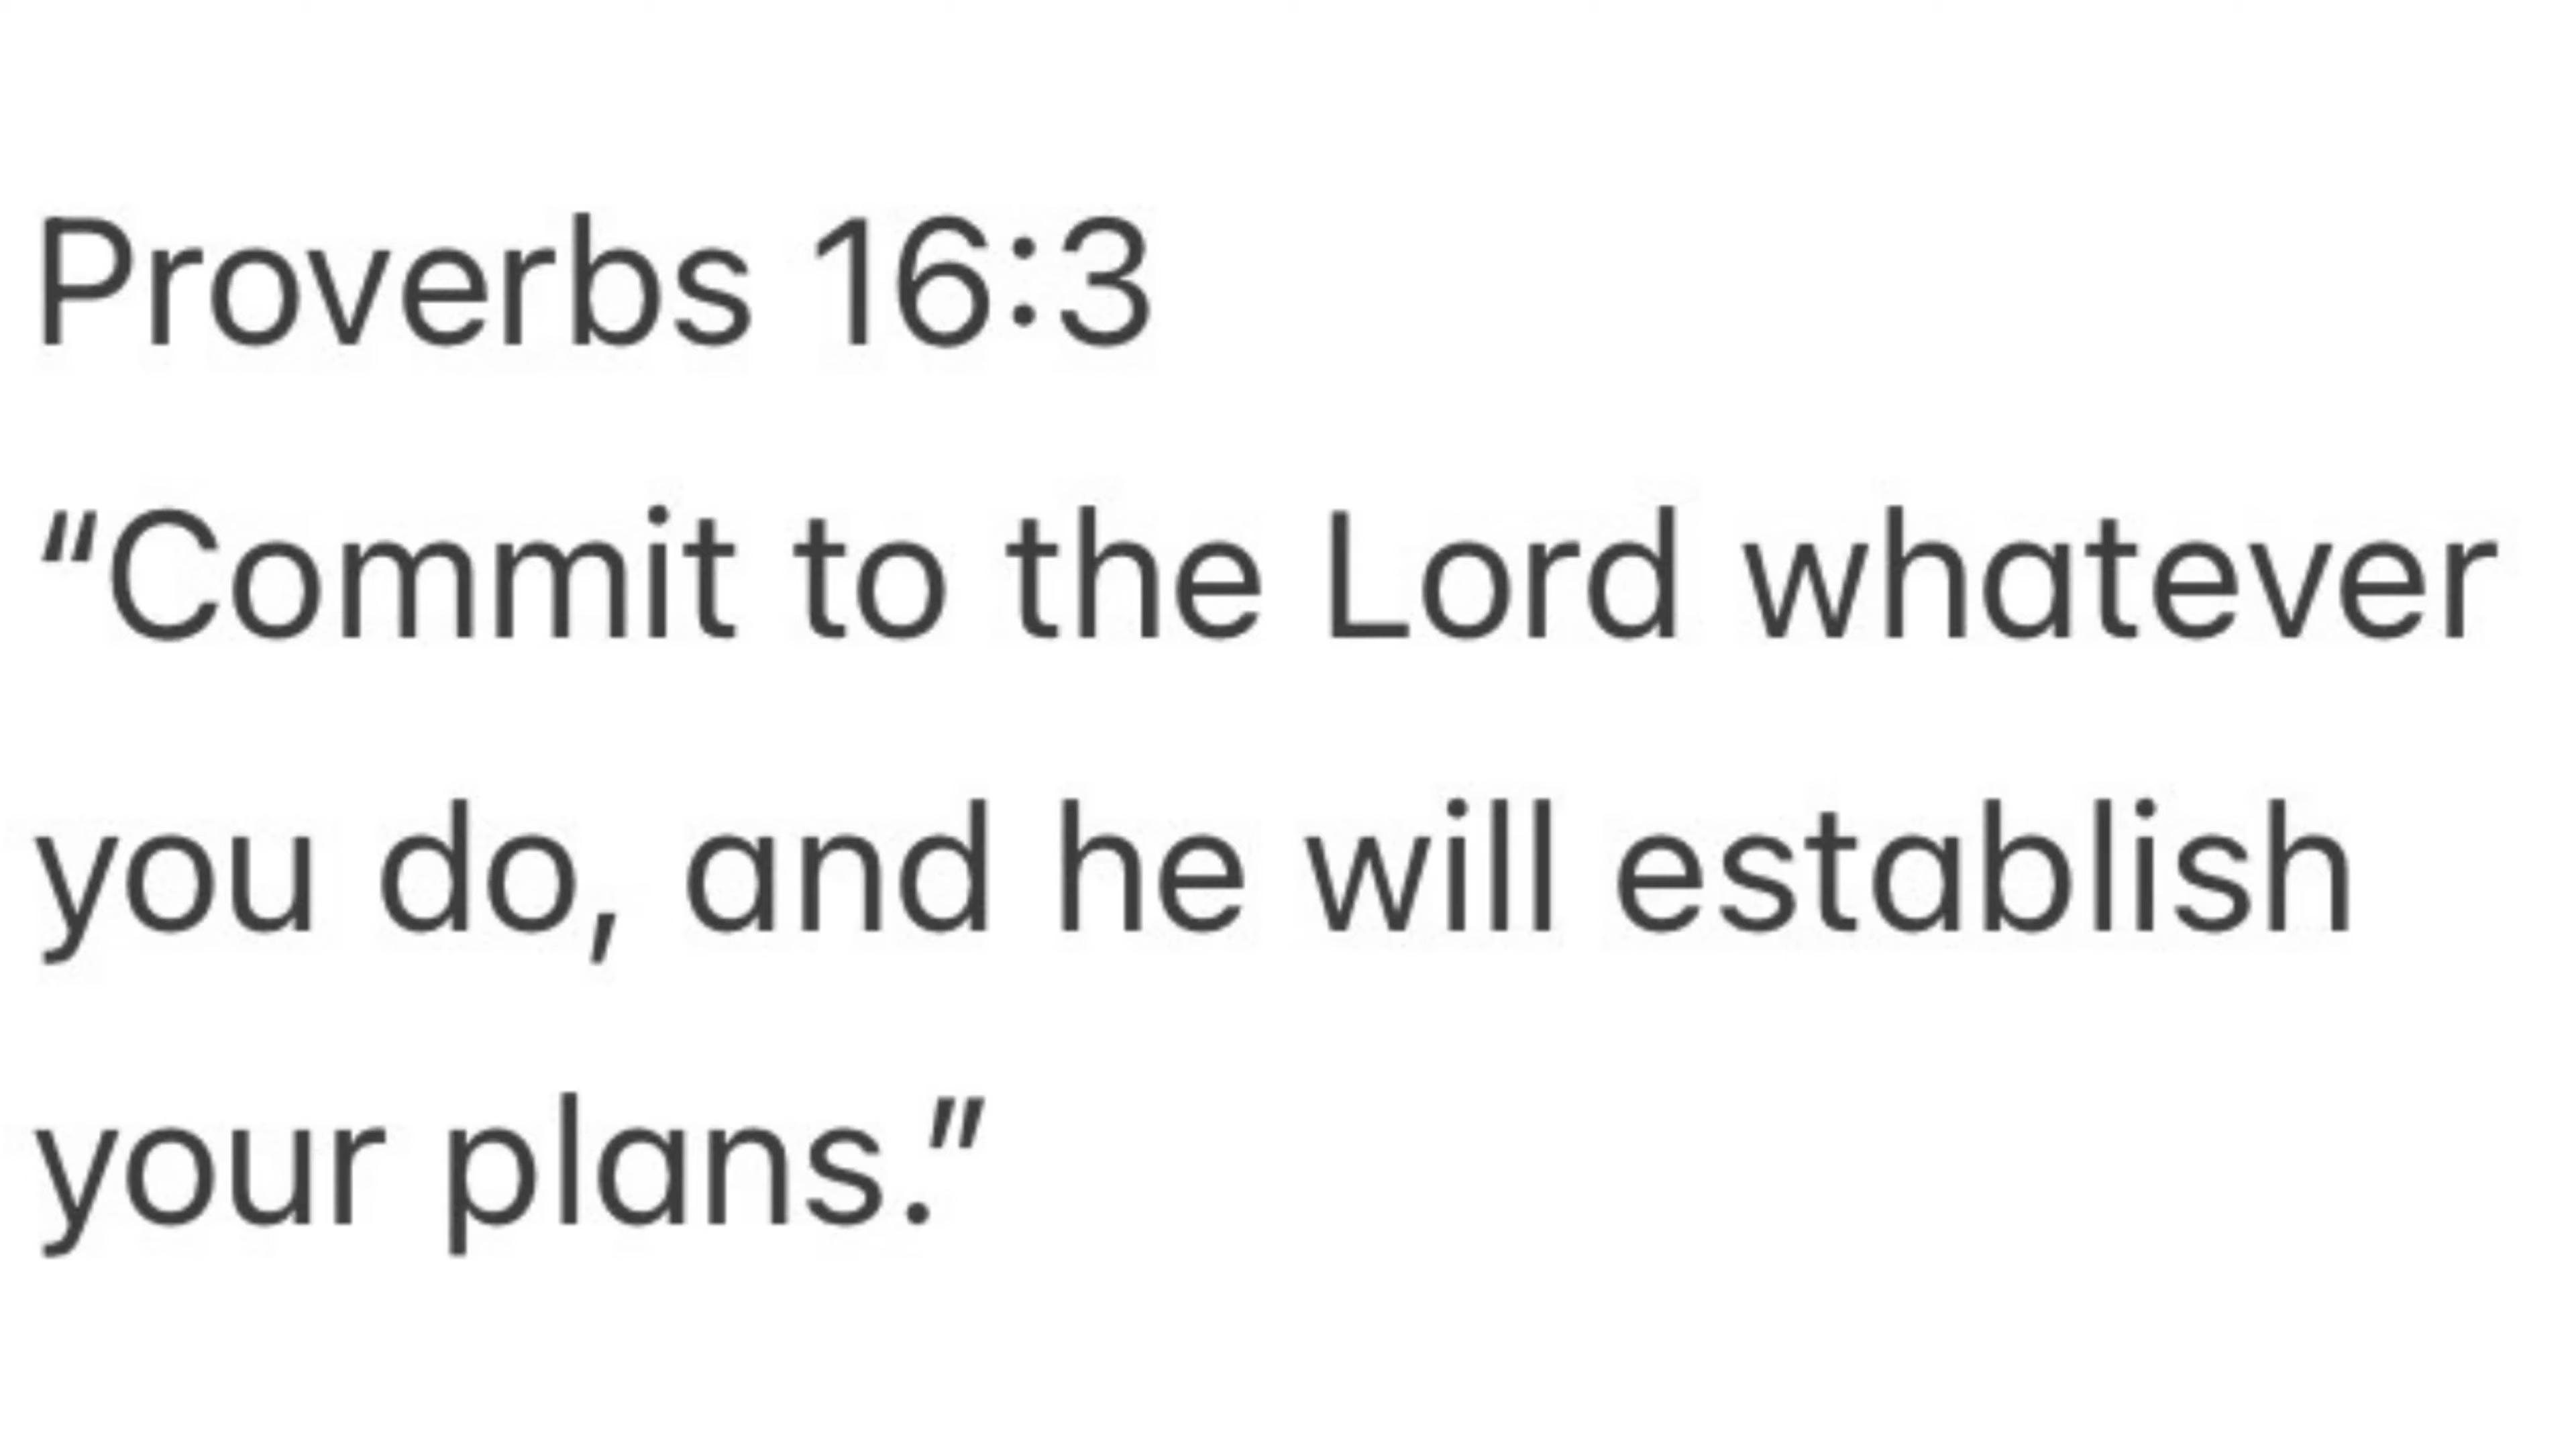 Proverbs 16:3
“Commit to the Lord whatever
you do, and he will establish
your plans.”